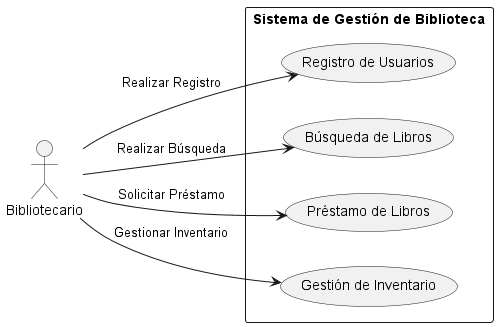 Sistema de Gestión de Biblioteca
Registro de Usuarios
Realizar Registro
Realizar Búsqueda
Búsqueda de Libros
Solicitar Préstamo
Préstamo de Libros
Bibliotecario
Gestionar Inventario
Gestión de Inventario